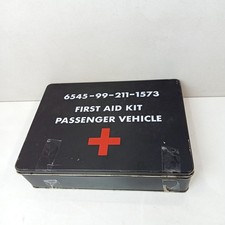 6545-99-211-1573
FIRST AID KIT
PASSENGER VEHICLE